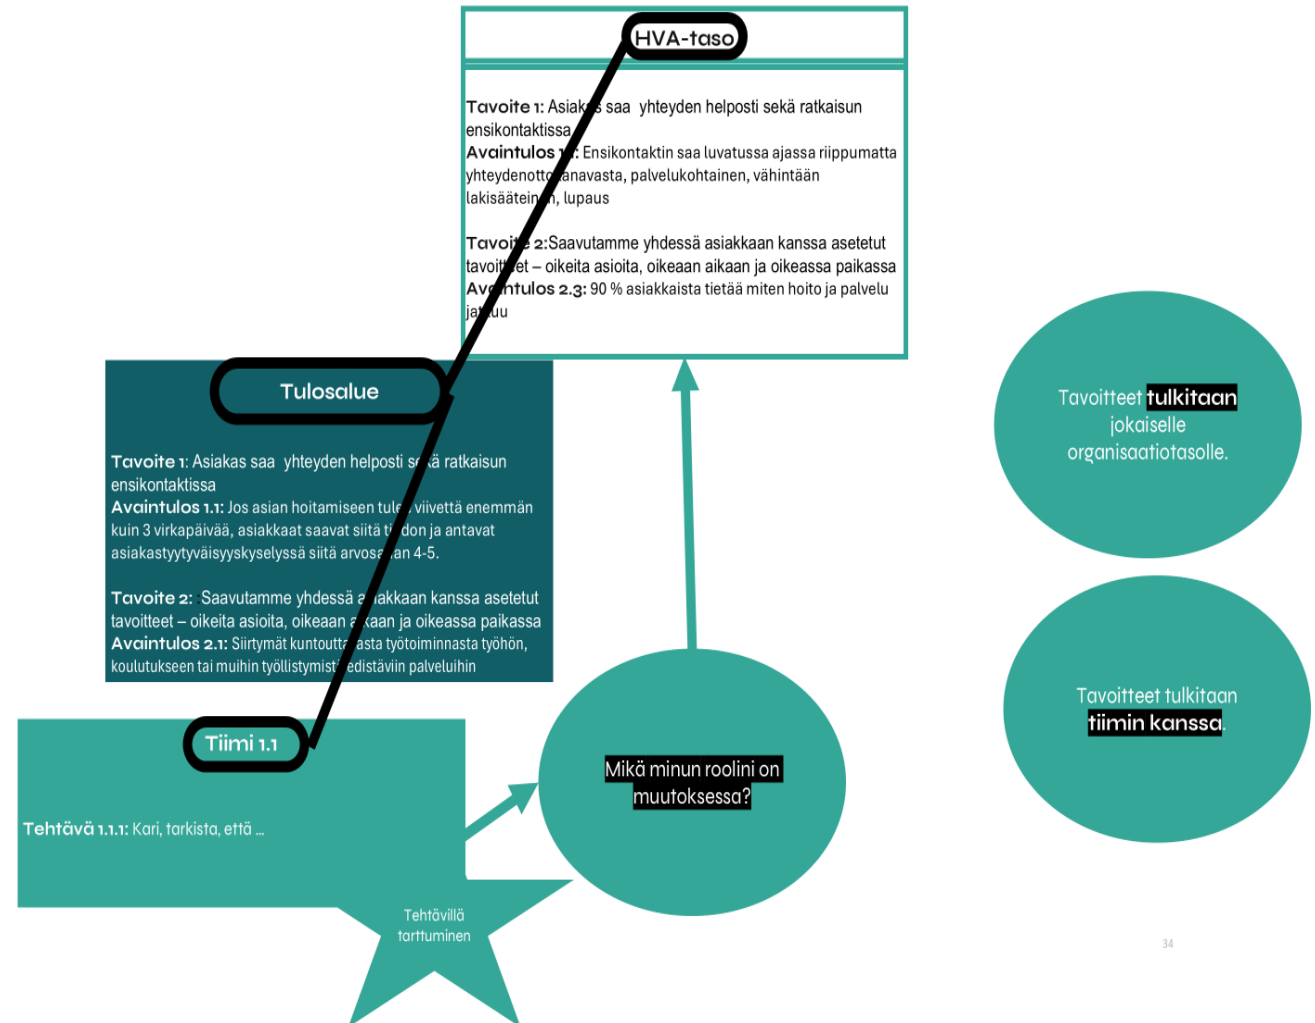 HVA-taso
Tavoite 1: Asiakas saa yhteyden helposti sekä ratkaisun
ensikontaktissa
Avaintulos 1.1: Ensikontaktin saa luvatussa ajassa riippumatta
yhteydenottokanavasta, palvelukohtainen, vähintään
lakisääteinen, lupaus
Tavoite 2:Saavutamme yhdessä asiakkaan kanssa asetetut
tavoitteet – oikeita asioita, oikeaan aikaan ja oikeassa paikassa
Avaintulos 2.3: 90 % asiakkaista tietää miten hoito ja palvelu
jatkuu
Tulosalue
Tavoite 1: Asiakas saa yhteyden helposti sekä ratkaisun
ensikontaktissa
Avaintulos 1.1: Jos asian hoitamiseen tulee viivettä enemmän
kuin 3 virkapäivää, asiakkaat saavat siitä tiedon ja antavat
asiakastyytyväisyyskyselyssä siitä arvosanan 4-5.
Tavoite 2: :Saavutamme yhdessä asiakkaan kanssa asetetut
tavoitteet – oikeita asioita, oikeaan aikaan ja oikeassa paikassa
Avaintulos 2.1: Siirtymät kuntouttavasta työtoiminnasta työhön,
koulutukseen tai muihin työllistymistä edistäviin palveluihin
Tiimi 1.1
Tehtävä 1.1.1: Kari, tarkista, että ...
Tehtävillä
tarttuminen
Mikä minun roolini on
muutoksessa?
Tavoitteet tulkitaan
jokaiselle
organisaatiotasolle.
Tavoitteet tulkitaan
tiimin kanssa.
34